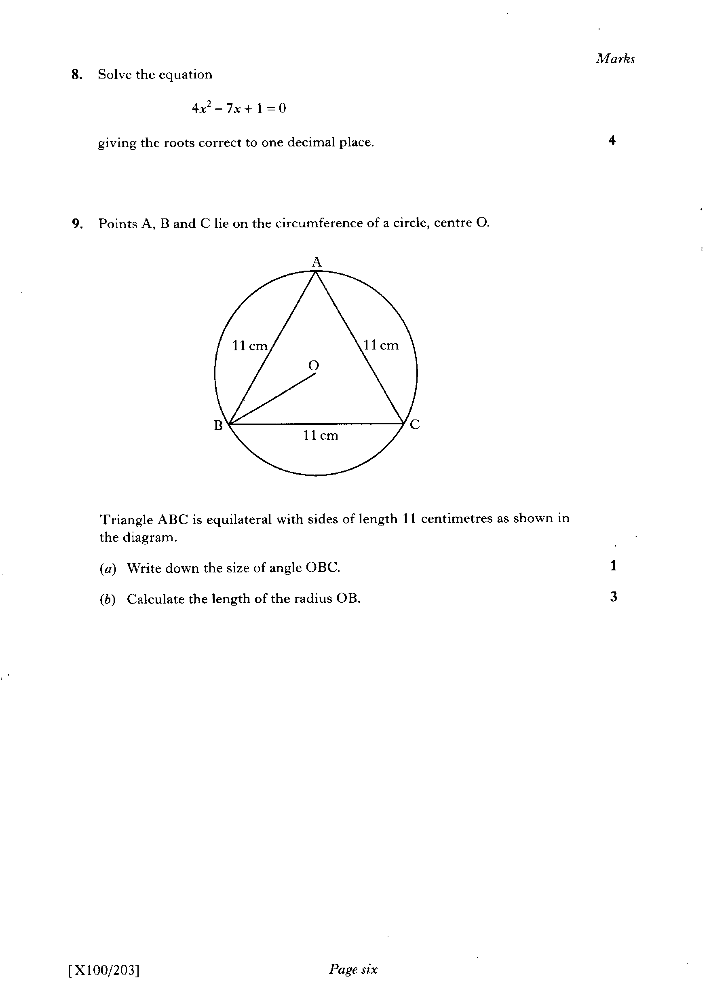 Marks
8. Solve the equation
4x² – 7x + 1 = 0
giving the roots correct to one decimal place. 4
9. Points A, B and C lie on the circumference of a circle, centre O.
A
11 cm 11 cm
O
B C
11 cm
Triangle ABC is equilateral with sides of length 11 centimetres as shown in
the diagram.
(a) Write down the size of angle OBC. 1
(b) Calculate the length of the radius OB. 3
[X100/203] Page six